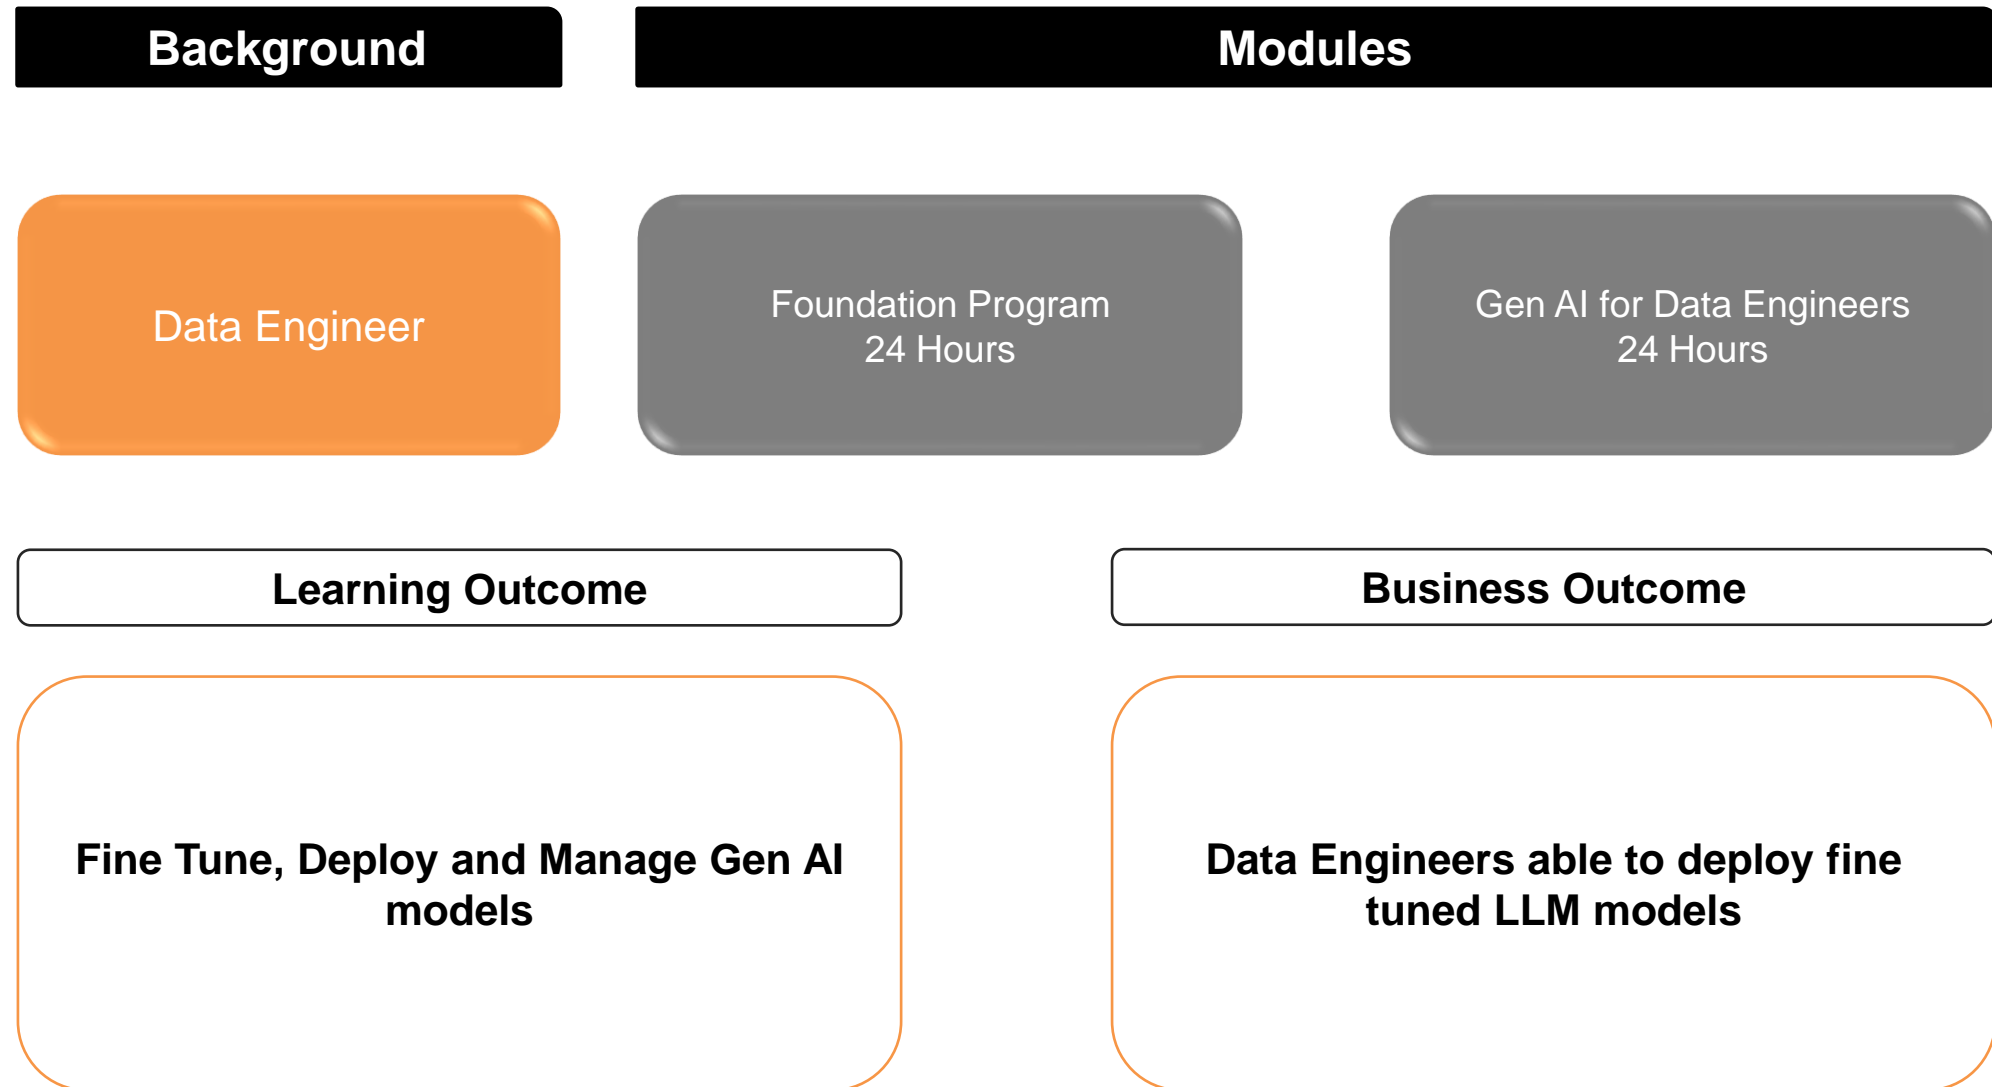 Background
Modules
Data Engineer
Foundation Program
24 Hours
Gen AI for Data Engineers
24 Hours
Learning Outcome
Business Outcome
Fine Tune, Deploy and Manage Gen AI
models
Data Engineers able to deploy fine
tuned LLM models